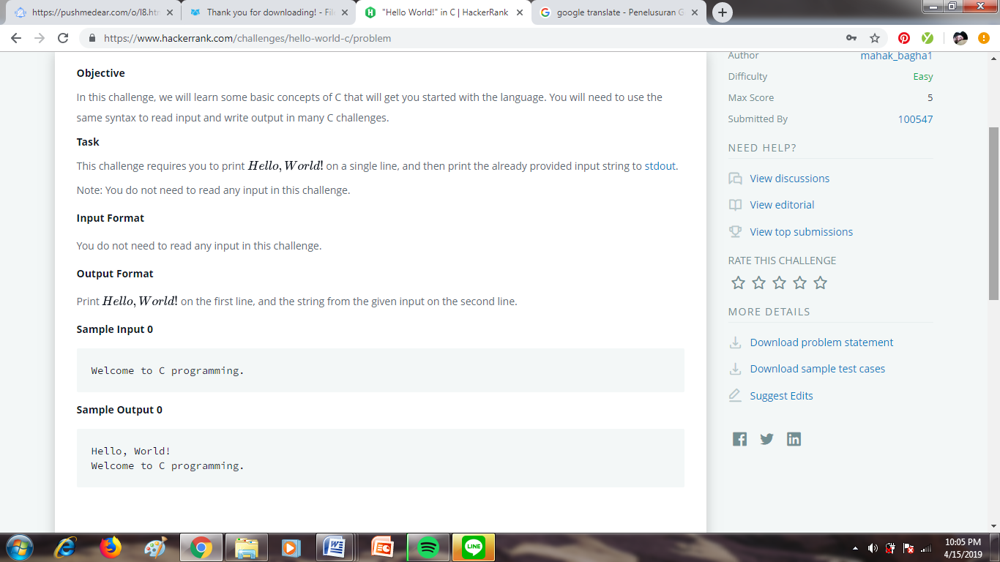 https://pushmedear.com/o/l8.htm
Thank you for downloading! - File
"Hello World!" in C | HackerRank
google translate - Penelusuran G
https://www.hackerrank.com/challenges/hello-world-c/problem
Objective
In this challenge, we will learn some basic concepts of C that will get you started with the language. You will need to use the
same syntax to read input and write output in many C challenges.
Task
This challenge requires you to print Hello, World! on a single line, and then print the already provided input string to stdout.
Note: You do not need to read any input in this challenge.
Input Format
You do not need to read any input in this challenge.
Output Format
Print Hello, World! on the first line, and the string from the given input on the second line.
Sample Input 0
Welcome to C programming.
Sample Output 0
Hello, World!
Welcome to C programming.
Author mahak_bagha1
Difficulty Easy
Max Score 5
Submitted By 100547
NEED HELP?
View discussions
View editorial
View top submissions
RATE THIS CHALLENGE
MORE DETAILS
Download problem statement
Download sample test cases
Suggest Edits
LINE
10:05 PM
4/15/2019